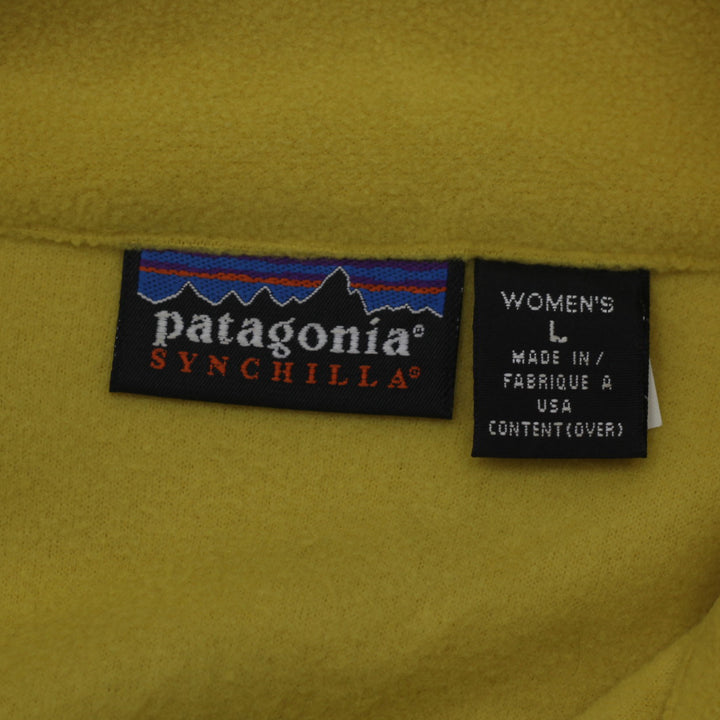 patagonia®
SYNCHILLA®
WOMEN'S
L
MADE IN/
FABRIQUE A
USA
CONTENT(OVER)